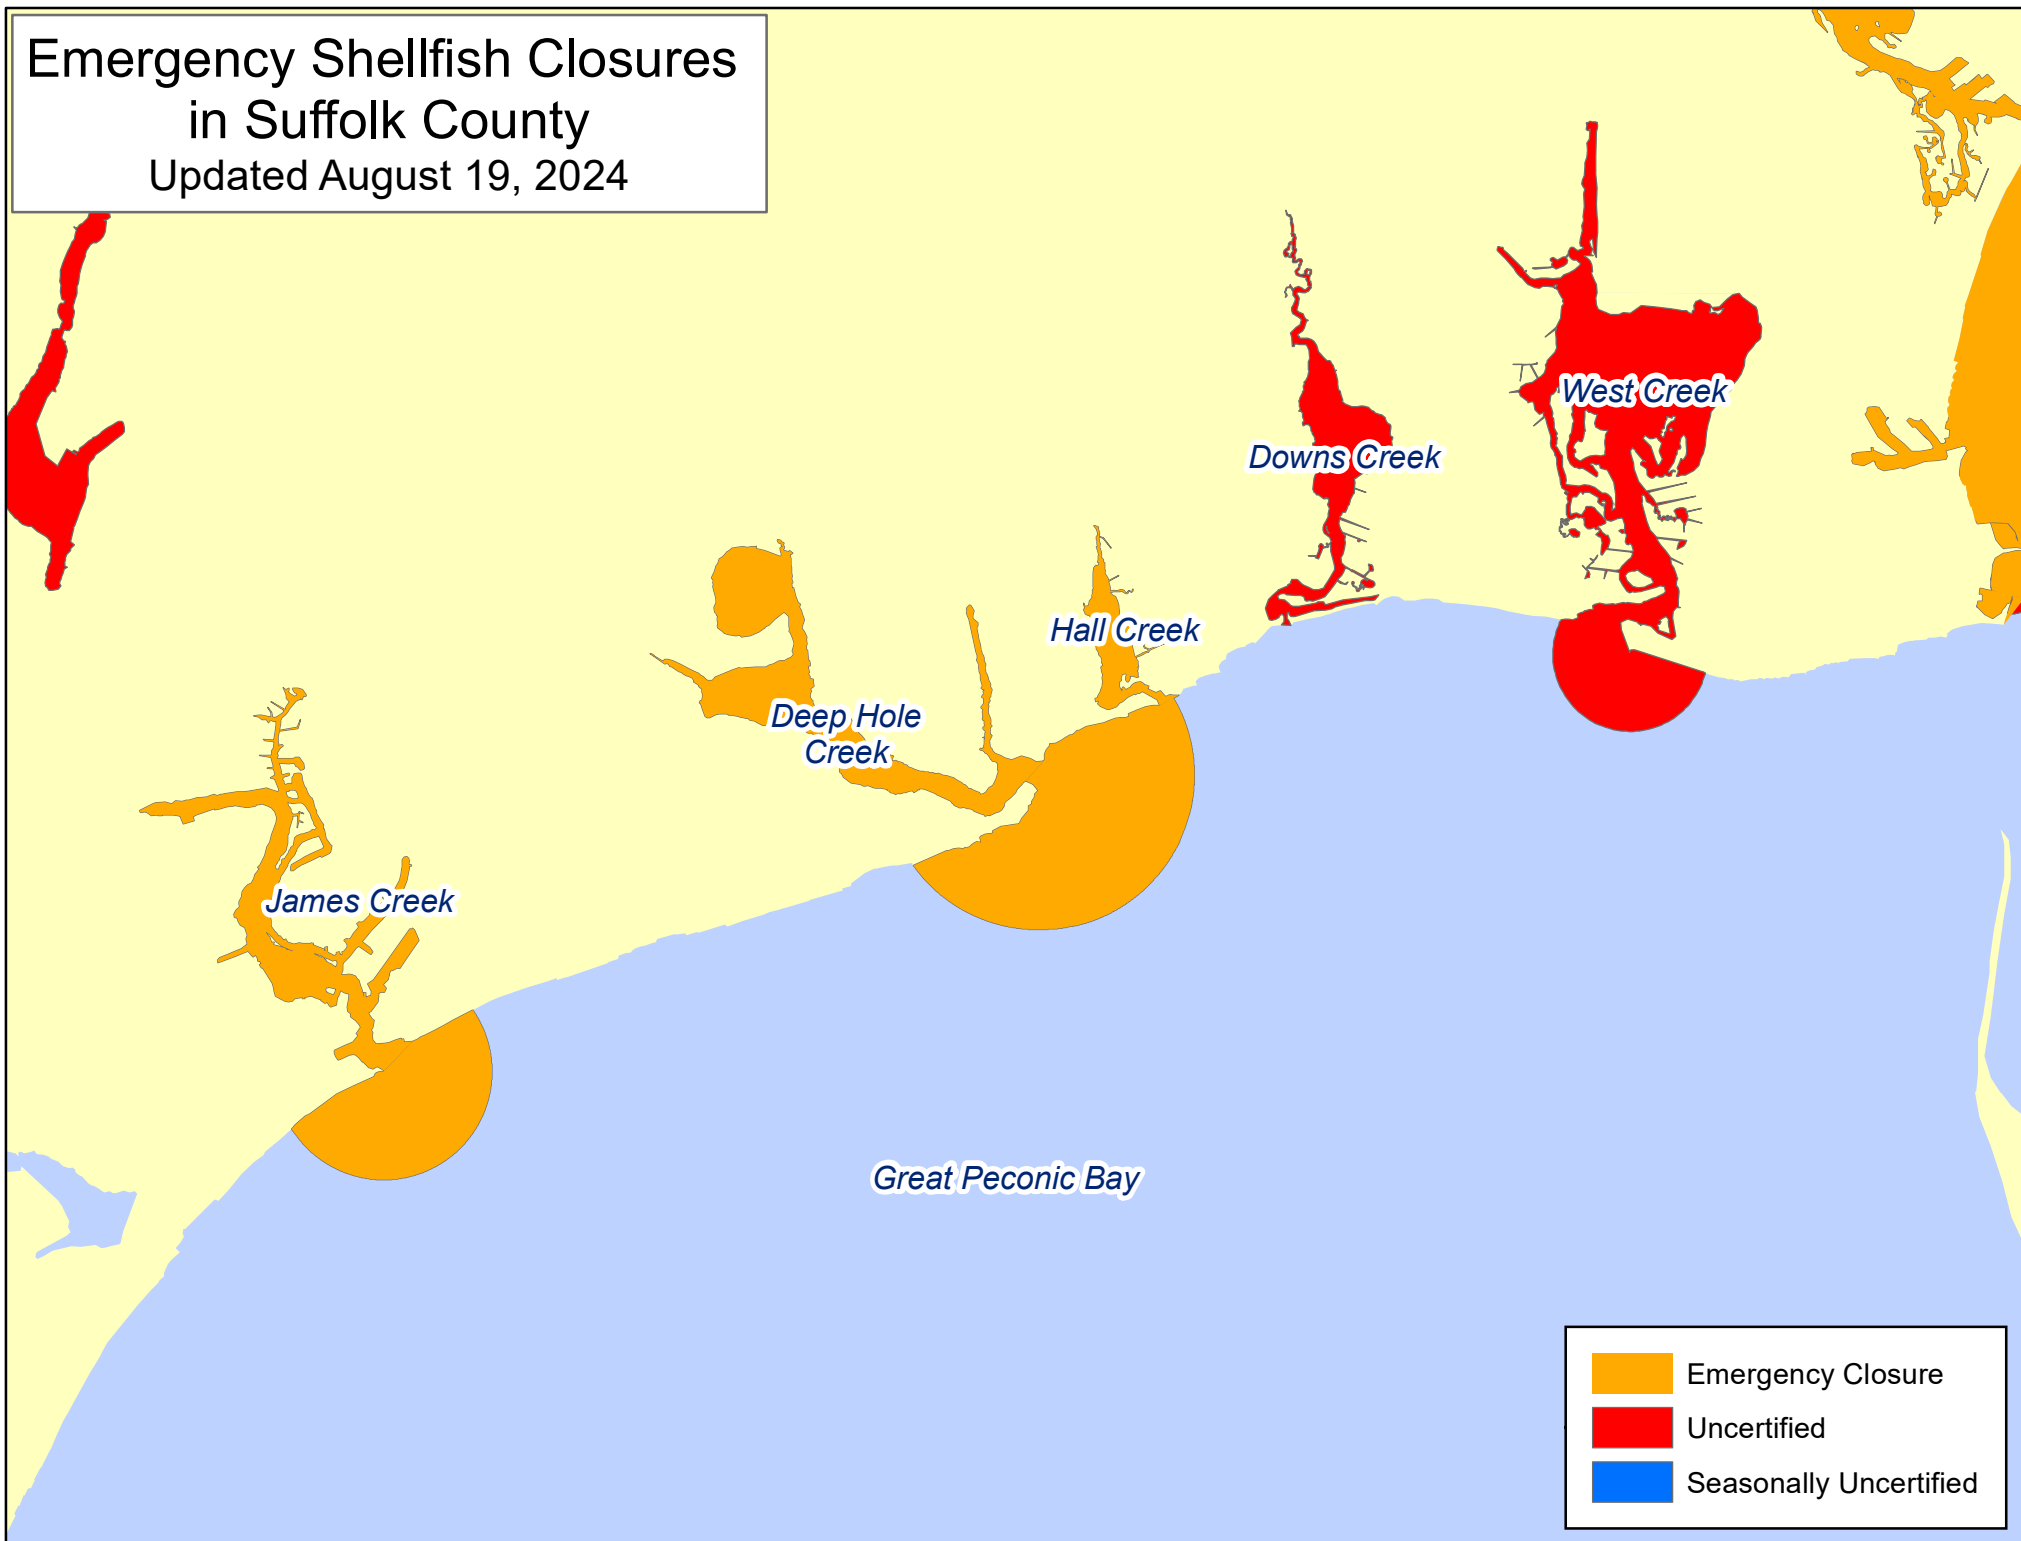 Emergency Shellfish Closures
in Suffolk County
Updated August 19, 2024
West Creek
Downs Creek
Hall Creek
Deep Hole
Creek
James Creek
Great Peconic Bay
Emergency Closure
Uncertified
Seasonally Uncertified